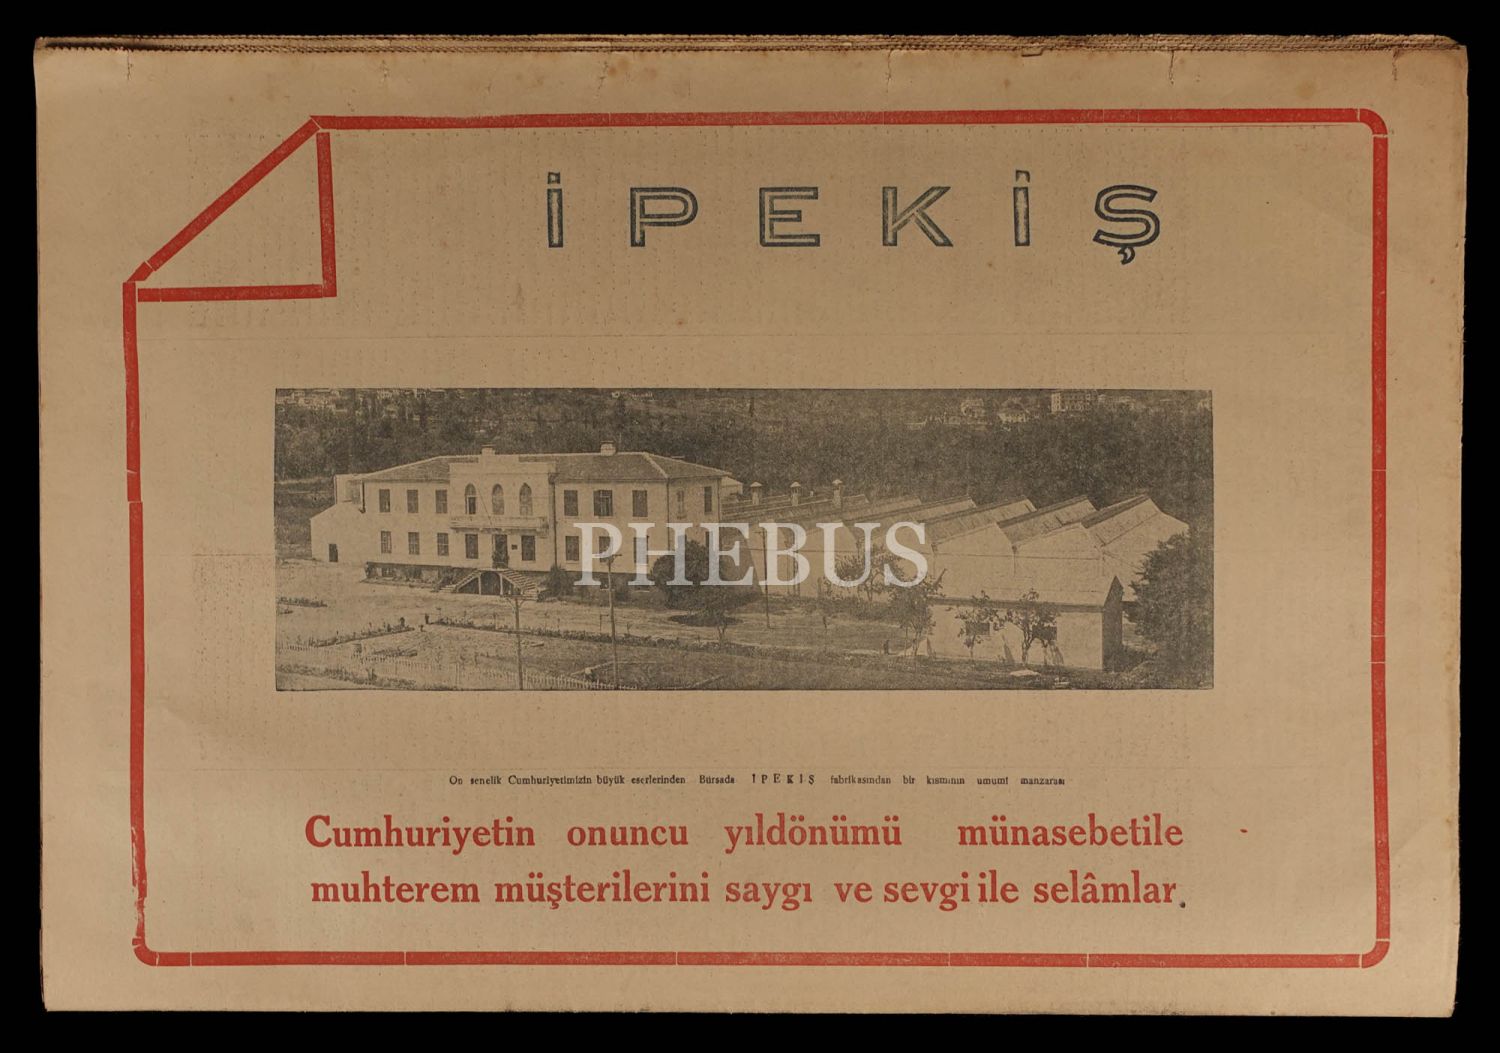 İPEKİŞ
PHEBUS
On senelik Cumhuriyetimizin büyük eserlerinden Bursada İPEKİŞ fabrikasından bir kısmının umumî manzarası
Cumhuriyetin onuncu yıldönümü münasebetile
muhterem müşterilerini saygı ve sevgi ile selâmlar.